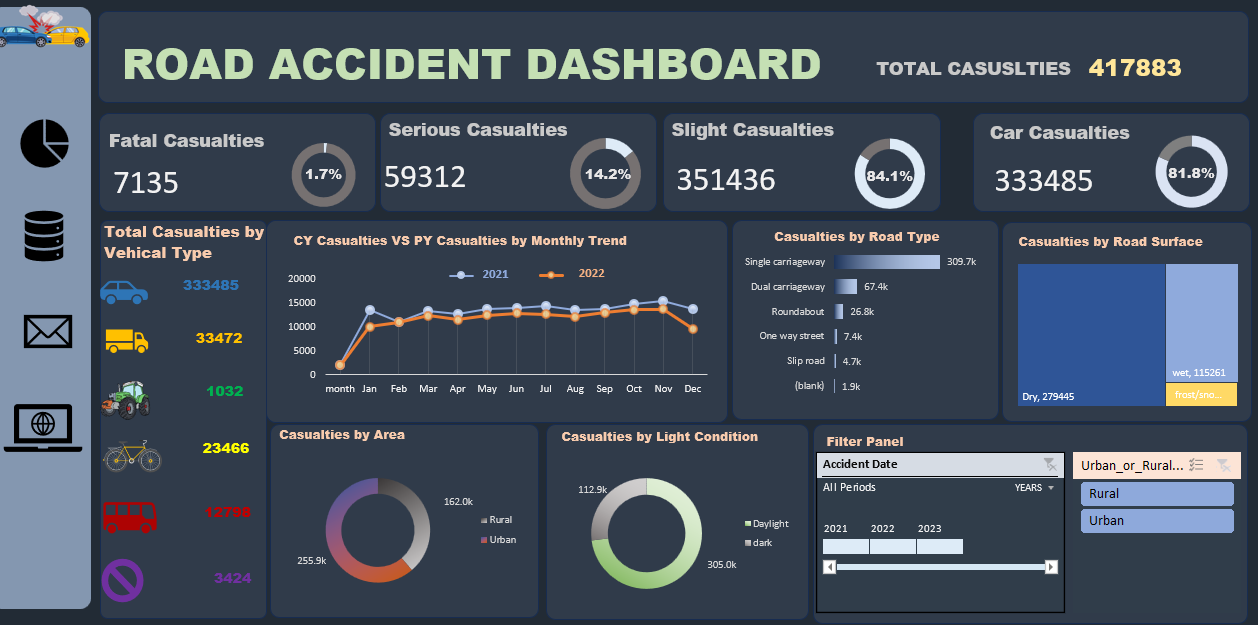 ROAD ACCIDENT DASHBOARD
TOTAL CASUSLTIES 417883
Fatal Casualties
7135
1.7%
Serious Casualties
59312
14.2%
Slight Casualties
351436
84.1%
Car Casualties
333485
81.8%
Total Casualties by
Vehical Type
333485
33472
1032
23466
12798
3424
CY Casualties VS PY Casualties by Monthly Trend
2021 2022
20000
15000
10000
5000
0
month Jan Feb Mar Apr May Jun Jul Aug Sep Oct Nov Dec
Casualties by Road Type
Single carriageway 309.7k
Dual carriageway 67.4k
Roundabout 26.8k
One way street 7.4k
Slip road 4.7k
(blank) 1.9k
Casualties by Road Surface
Dry, 279445
wet, 115261
frost/sno...
Casualties by Area
162.0k
255.9k
Rural
Urban
Casualties by Light Condition
112.9k
305.0k
Daylight
dark
Filter Panel
Accident Date
All Periods YEARS
2021 2022 2023
Urban_or_Rural...
Rural
Urban